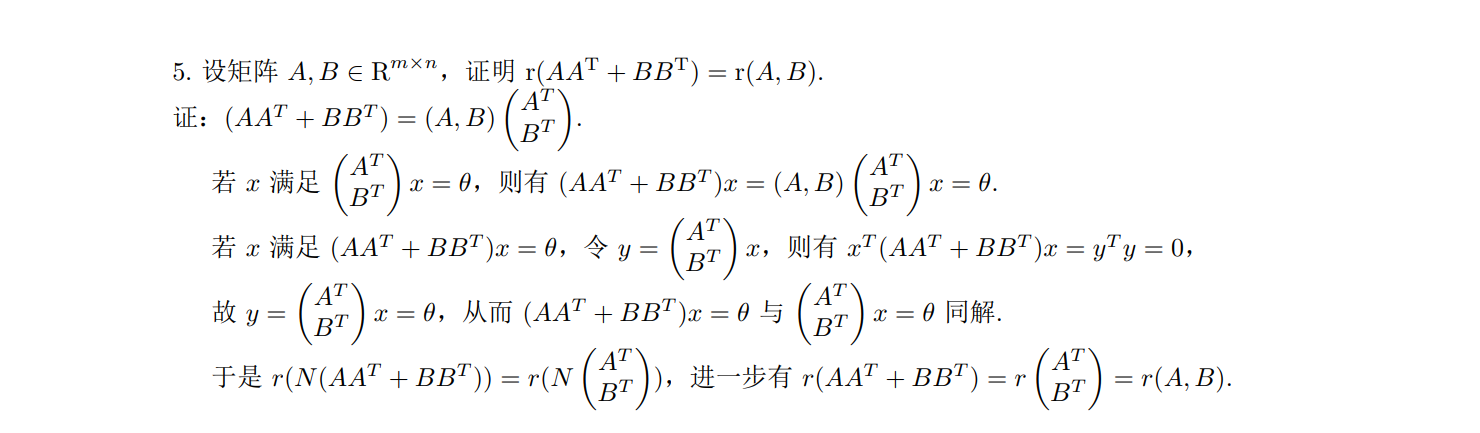 5. 设矩阵 $A, B \in \mathrm{R}^{m \times n}$，证明 $\mathrm{r}(AA^{\mathrm{T}} + BB^{\mathrm{T}}) = \mathrm{r}(A, B)$.
证：$(AA^T + BB^T) = (A, B)\begin{pmatrix} A^T \\ B^T \end{pmatrix}$.
若 $x$ 满足 $\begin{pmatrix} A^T \\ B^T \end{pmatrix} x = \theta$，则有 $(AA^T + BB^T)x = (A, B)\begin{pmatrix} A^T \\ B^T \end{pmatrix} x = \theta$.
若 $x$ 满足 $(AA^T + BB^T)x = \theta$，令 $y = \begin{pmatrix} A^T \\ B^T \end{pmatrix} x$，则有 $x^T(AA^T + BB^T)x = y^T y = 0$，
故 $y = \begin{pmatrix} A^T \\ B^T \end{pmatrix} x = \theta$，从而 $(AA^T + BB^T)x = \theta$ 与 $\begin{pmatrix} A^T \\ B^T \end{pmatrix} x = \theta$ 同解.
于是 $r(N(AA^T + BB^T)) = r(N\begin{pmatrix} A^T \\ B^T \end{pmatrix})$，进一步有 $r(AA^T + BB^T) = r\begin{pmatrix} A^T \\ B^T \end{pmatrix} = r(A, B)$.